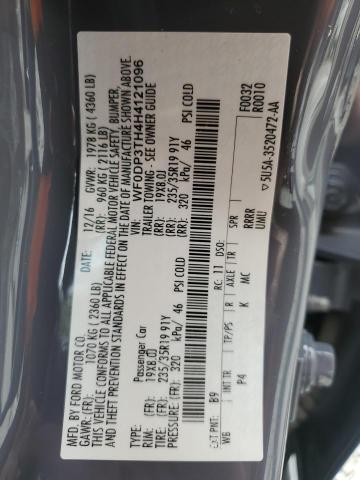 MFD. BY FORD MOTOR CO. 12/16 GVWR: 1978 KG ( 4360 LB)
GAWR: (FR): 1070 KG ( 2360 LB) (RR): 960 KG ( 2116 LB)
THIS VEHICLE CONFORMS TO ALL APPLICABLE FEDERAL MOTOR VEHICLE SAFETY, BUMPER,
AND THEFT PREVENTION STANDARDS IN EFFECT ON THE DATE OF MANUFACTURE SHOWN ABOVE.
VIN: WF0DP3TH4H4121096
TYPE: Passenger Car TRAILER TOWING - SEE OWNER GUIDE
RIM: (FR): 19X8.0J (RR): 19X8.0J
TIRE: (FR): 235/35R19 91Y (RR): 235/35R19 91Y
PRESSURE: (FR): 320 kPa/ 46 PSI COLD (RR): 320 kPa/ 46 PSI COLD
EXT PNT: B9 RC: 11 DSO: F0032
WB INT TR TP/PS R AXLE TR SPR R0010
P4 K MC RRRR
UMU
▽ 5U5A-3520472-AA